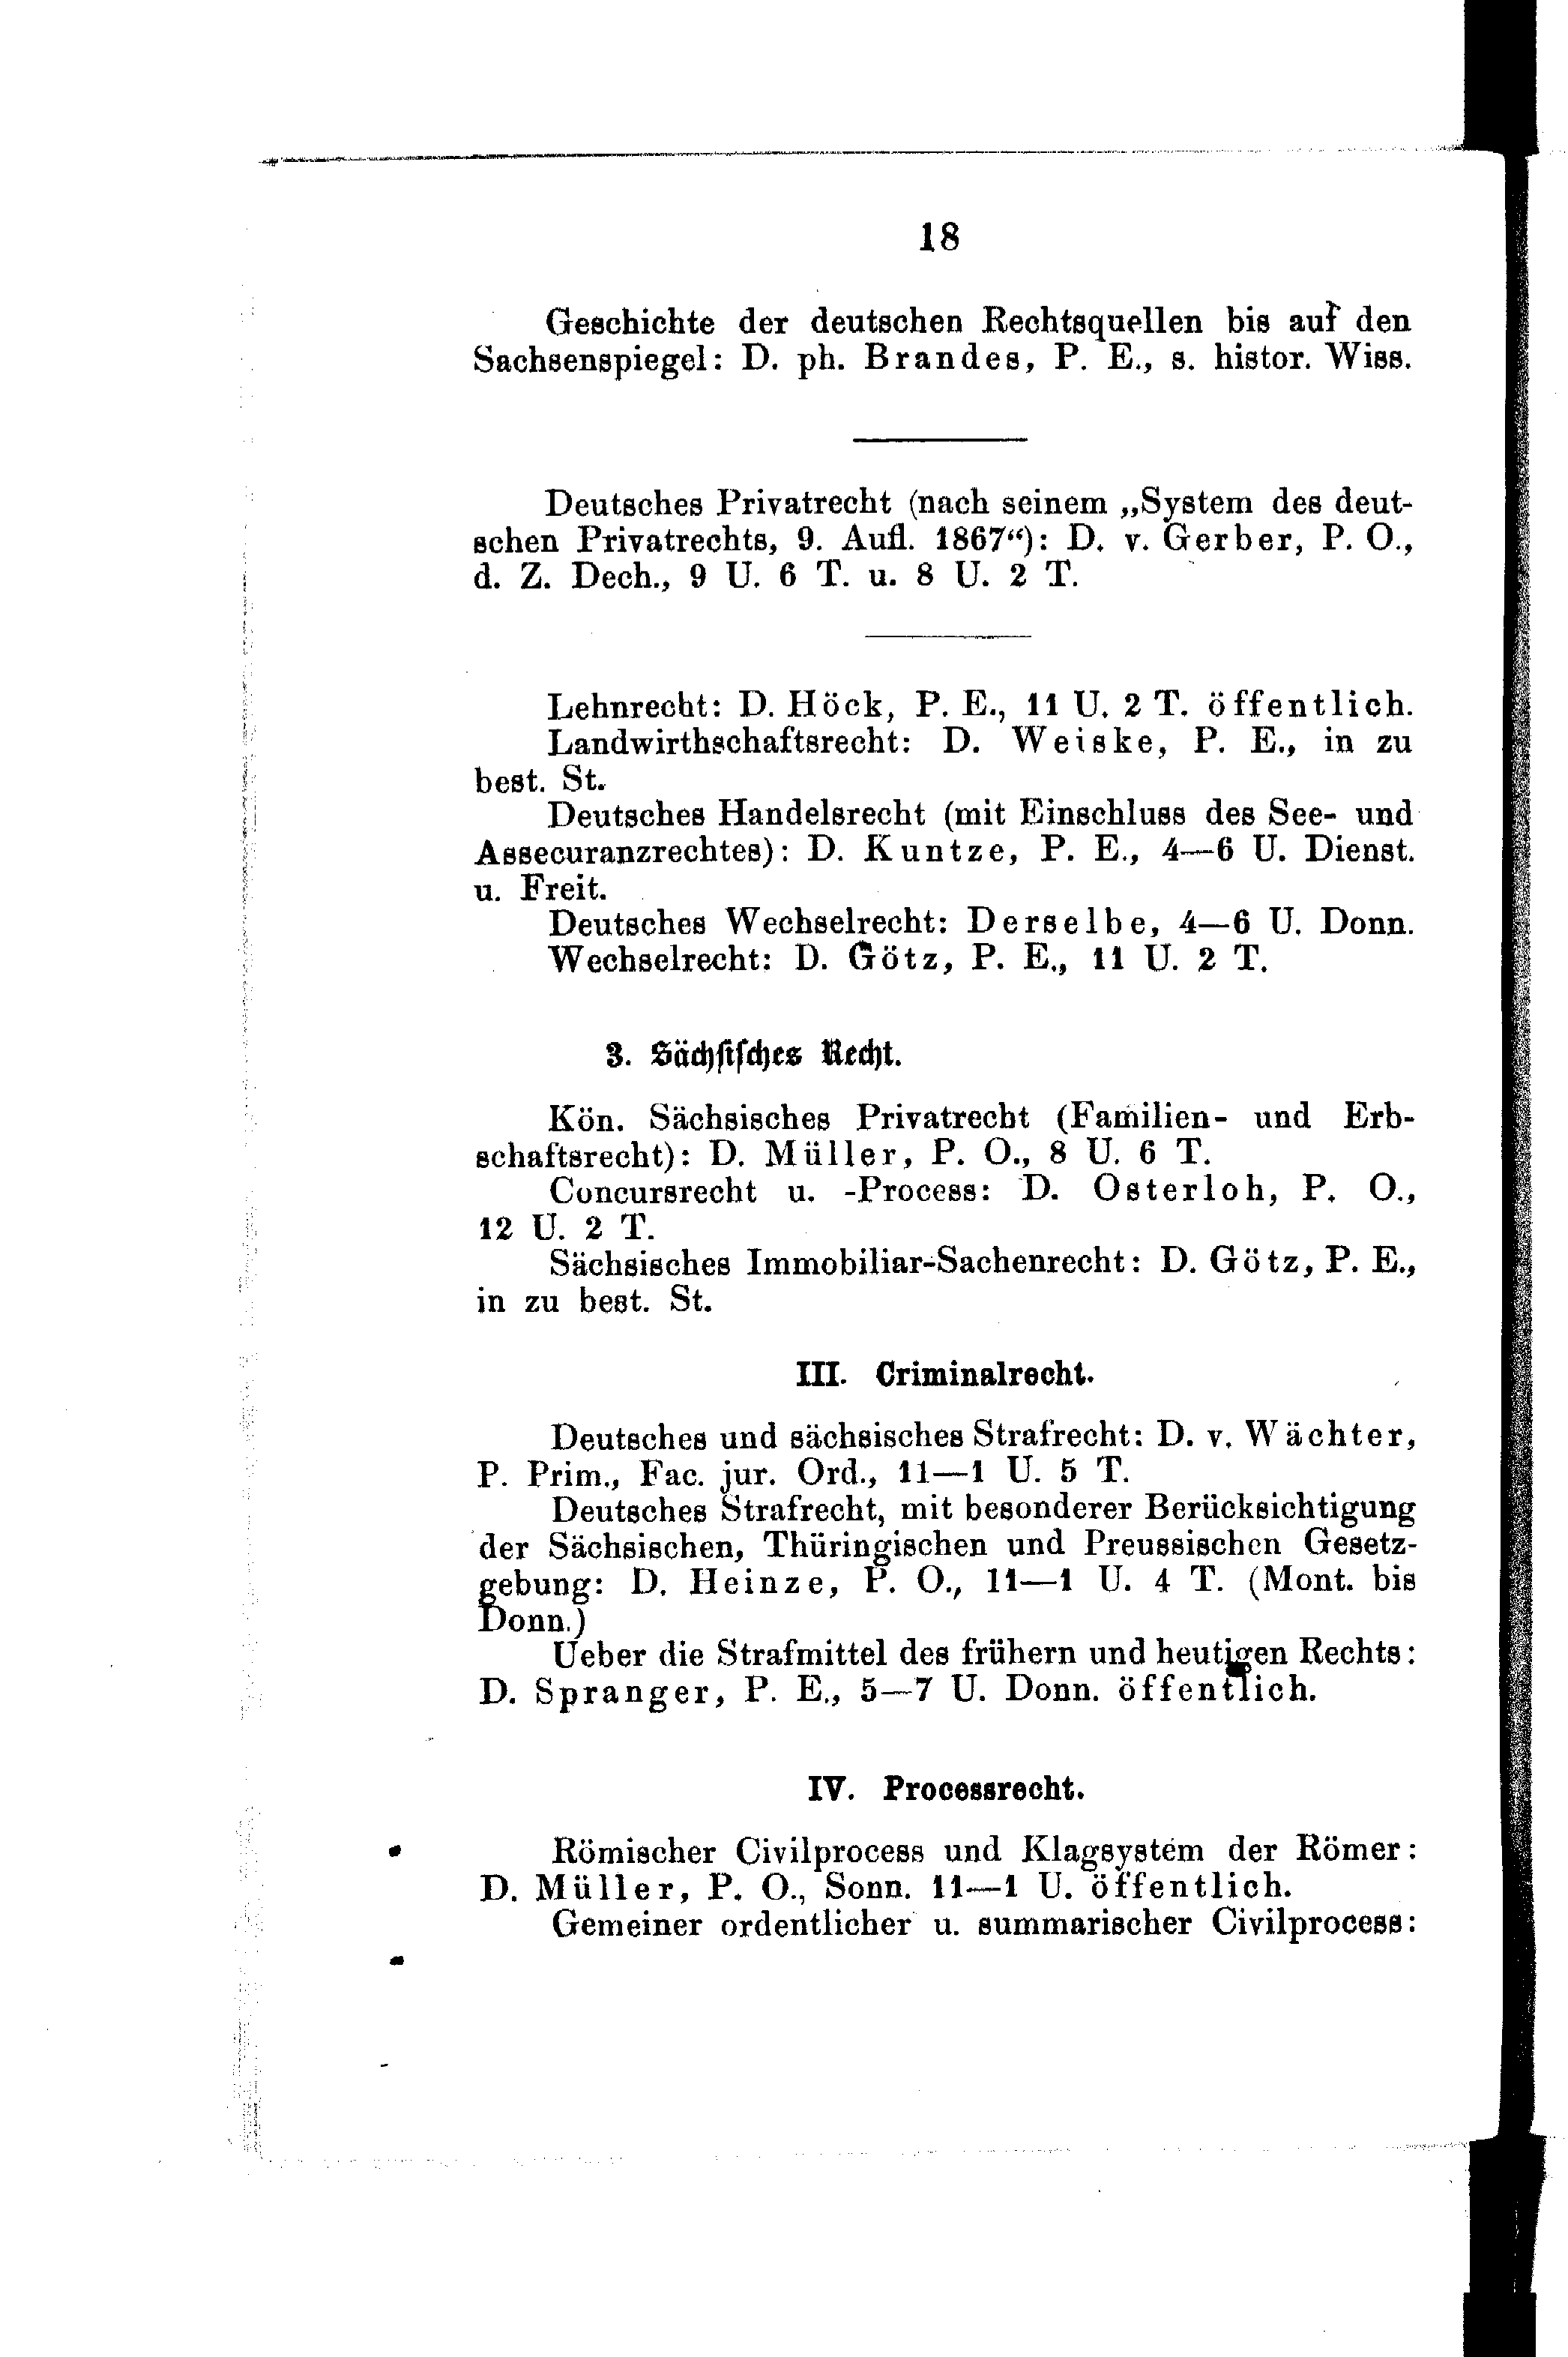 18
Geschichte der deutschen Rechtsquellen bis auf den
Sachsenspiegel: D. ph. Brandes, P. E., s. histor. Wiss.
Deutsches Privatrecht (nach seinem „System des deut-
schen Privatrechts, 9. Aufl. 1867“): D. v. Gerber, P. O.,
d. Z. Dech., 9 U. 6 T. u. 8 U. 2 T.
Lehnrecht: D. Höck, P. E., 11 U. 2 T. öffentlich.
Landwirthschaftsrecht: D. Weiske, P. E., in zu
best. St.
Deutsches Handelsrecht (mit Einschluss des See- und
Assecuranzrechtes): D. Kuntze, P. E., 4—6 U. Dienst.
u. Freit.
Deutsches Wechselrecht: Derselbe, 4—6 U. Donn.
Wechselrecht: D. Götz, P. E., 11 U. 2 T.
3. Sächsisches Recht.
Kön. Sächsisches Privatrecht (Familien- und Erb-
schaftsrecht): D. Müller, P. O., 8 U. 6 T.
Concursrecht u. -Process: D. Osterloh, P. O.,
12 U. 2 T.
Sächsisches Immobiliar-Sachenrecht: D. Götz, P. E.,
in zu best. St.
III. Criminalrecht.
Deutsches und sächsisches Strafrecht: D. v. Wächter,
P. Prim., Fac. jur. Ord., 11—1 U. 5 T.
Deutsches Strafrecht, mit besonderer Berücksichtigung
der Sächsischen, Thüringischen und Preussischen Gesetz-
gebung: D. Heinze, P. O., 11—1 U. 4 T. (Mont. bis
Donn.)
Ueber die Strafmittel des frühern und heutigen Rechts:
D. Spranger, P. E., 5—7 U. Donn. öffentlich.
IV. Processrecht.
Römischer Civilprocess und Klagsystem der Römer:
D. Müller, P. O., Sonn. 11—1 U. öffentlich.
Gemeiner ordentlicher u. summarischer Civilprocess: